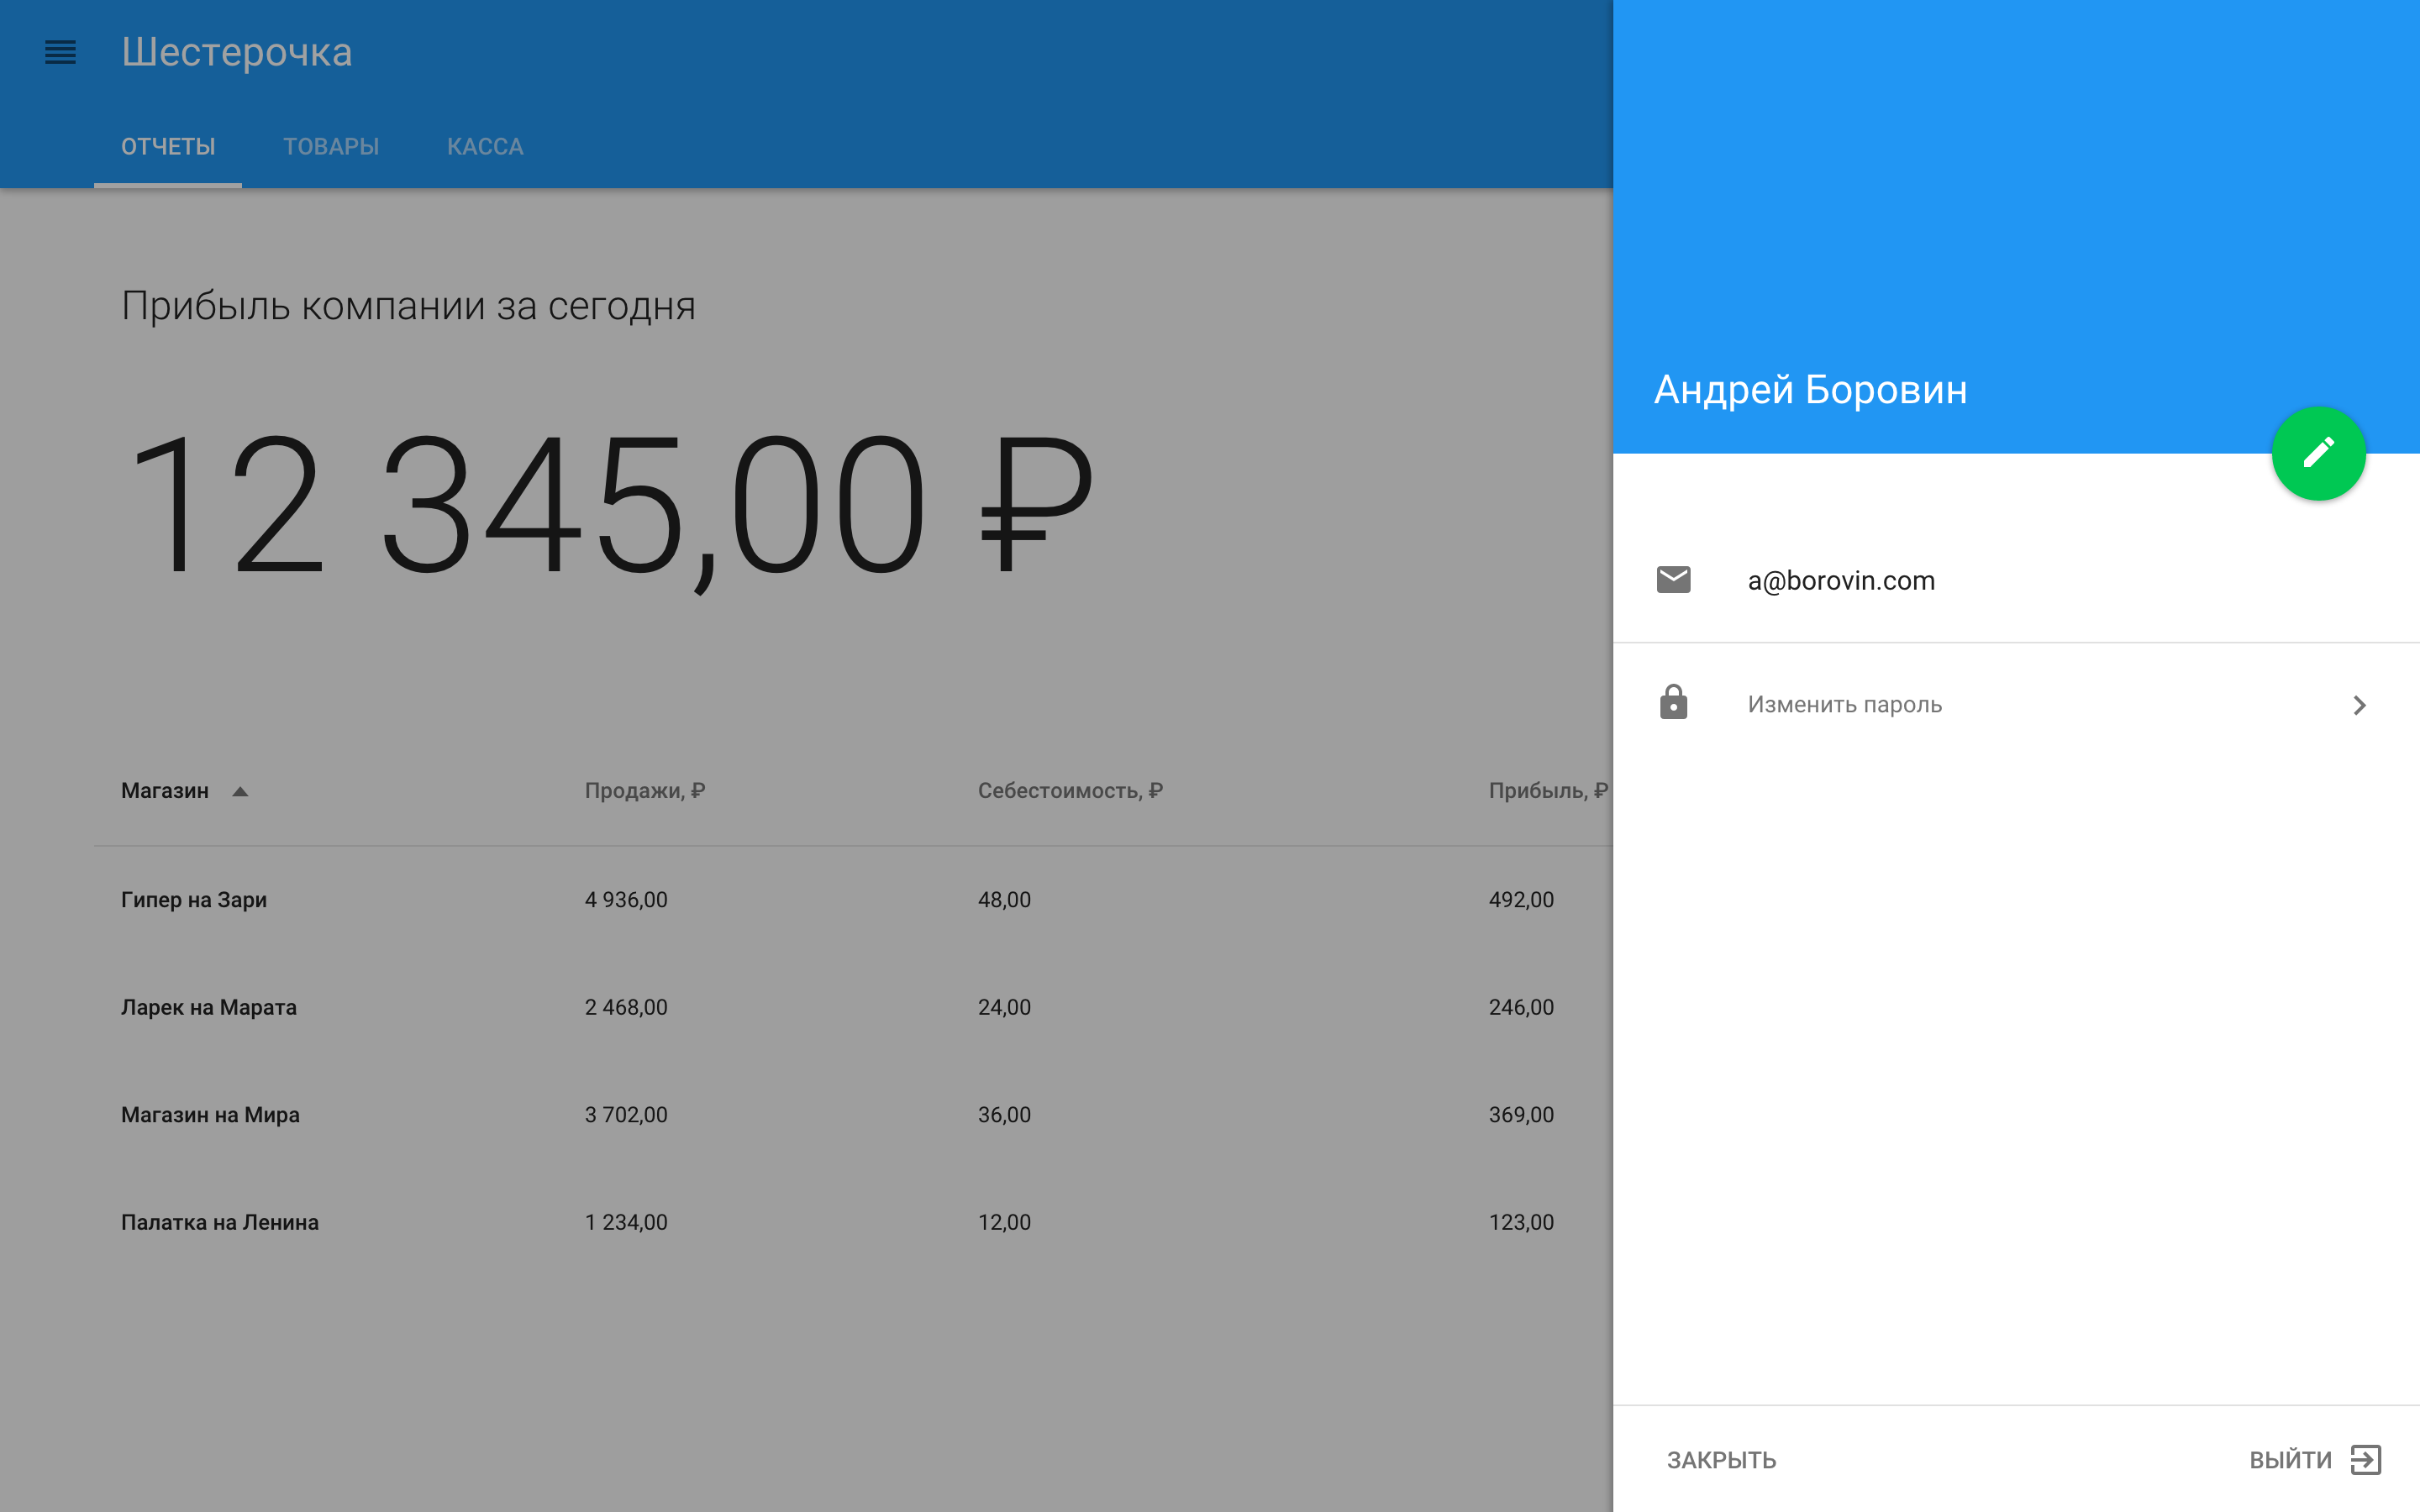 Шестерочка
ОТЧЕТЫ ТОВАРЫ КАССА
Прибыль компании за сегодня
12 345,00 ₽
Магазин Продажи, ₽ Себестоимость, ₽ Прибыль, ₽
Гипер на Зари 4 936,00 48,00 492,00
Ларек на Марата 2 468,00 24,00 246,00
Магазин на Мира 3 702,00 36,00 369,00
Палатка на Ленина 1 234,00 12,00 123,00
Андрей Боровин
a@borovin.com
Изменить пароль
ЗАКРЫТЬ ВЫЙТИ